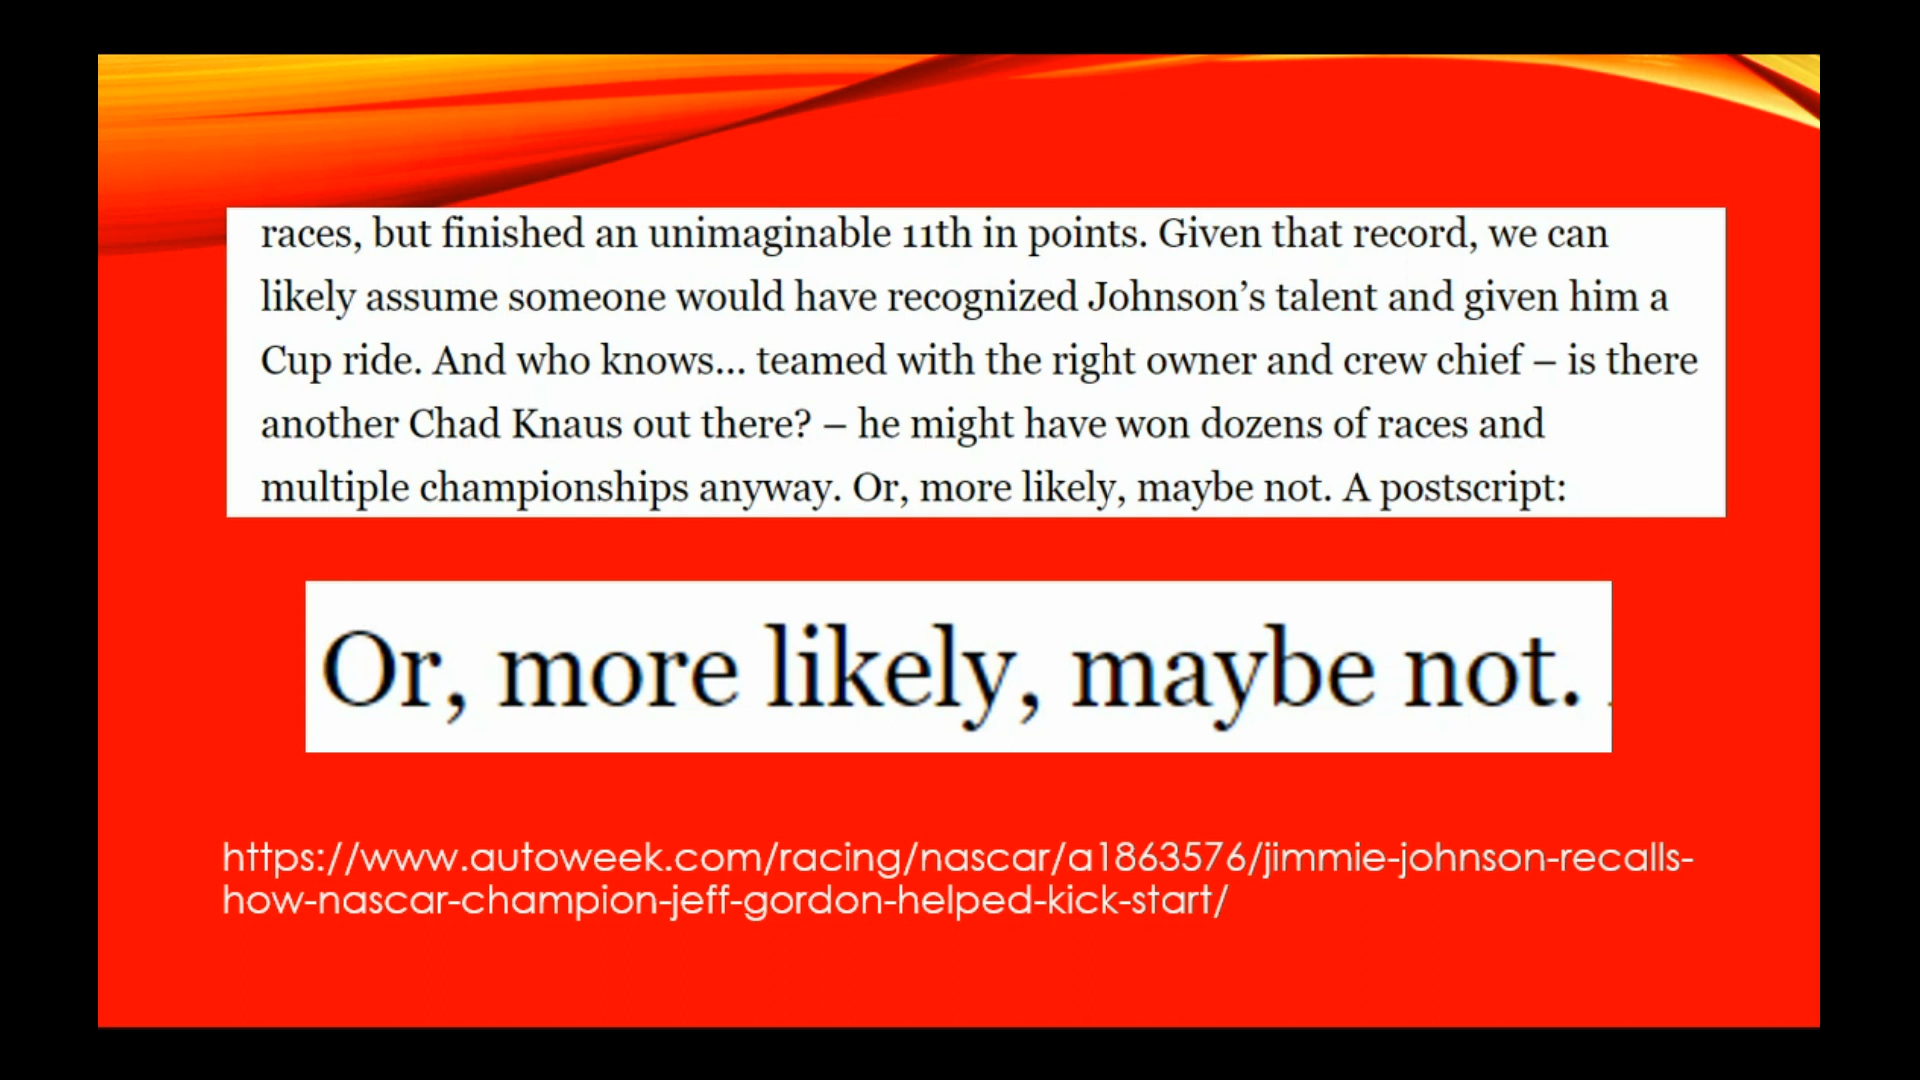 races, but finished an unimaginable 11th in points. Given that record, we can
likely assume someone would have recognized Johnson’s talent and given him a
Cup ride. And who knows... teamed with the right owner and crew chief – is there
another Chad Knaus out there? – he might have won dozens of races and
multiple championships anyway. Or, more likely, maybe not. A postscript:
Or, more likely, maybe not.
https://www.autoweek.com/racing/nascar/a1863576/jimmie-johnson-recalls-
how-nascar-champion-jeff-gordon-helped-kick-start/